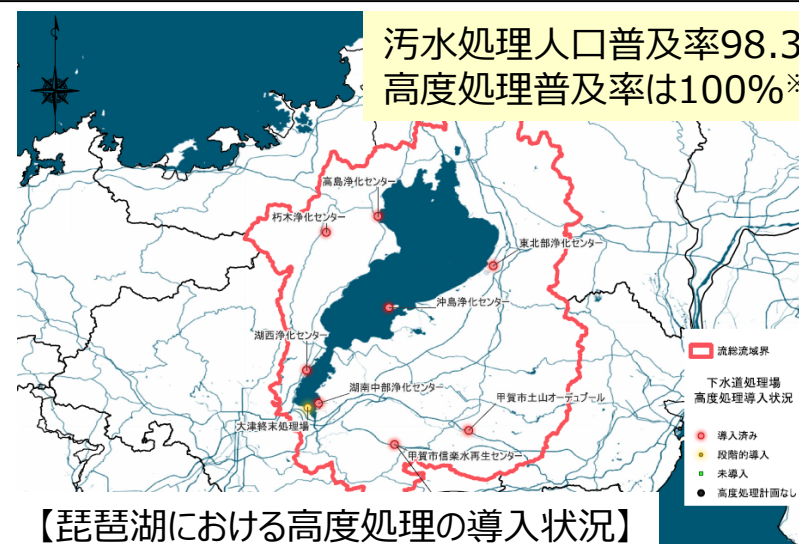 汚水処理人口普及率98.3
高度処理普及率は100%※
高島浄化センター
朽木浄化センター
東北部浄化センター
沖島浄化センター
湖西浄化センター
湖南中部浄化センター
甲賀市土山オーデュブール
大津終末処理場
甲賀市信楽水再生センター
流総流域界
下水道処理場
高度処理導入状況
導入済み
段階的導入
未導入
高度処理計画なし
【琵琶湖における高度処理の導入状況】